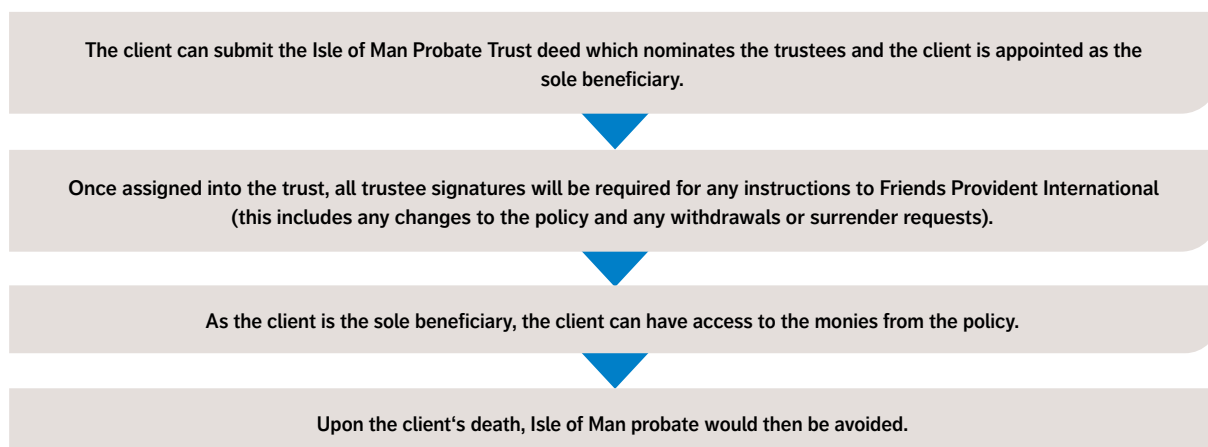 The client can submit the Isle of Man Probate Trust deed which nominates the trustees and the client is appointed as the
sole beneficiary.
Once assigned into the trust, all trustee signatures will be required for any instructions to Friends Provident International
(this includes any changes to the policy and any withdrawals or surrender requests).
As the client is the sole beneficiary, the client can have access to the monies from the policy.
Upon the client‘s death, Isle of Man probate would then be avoided.